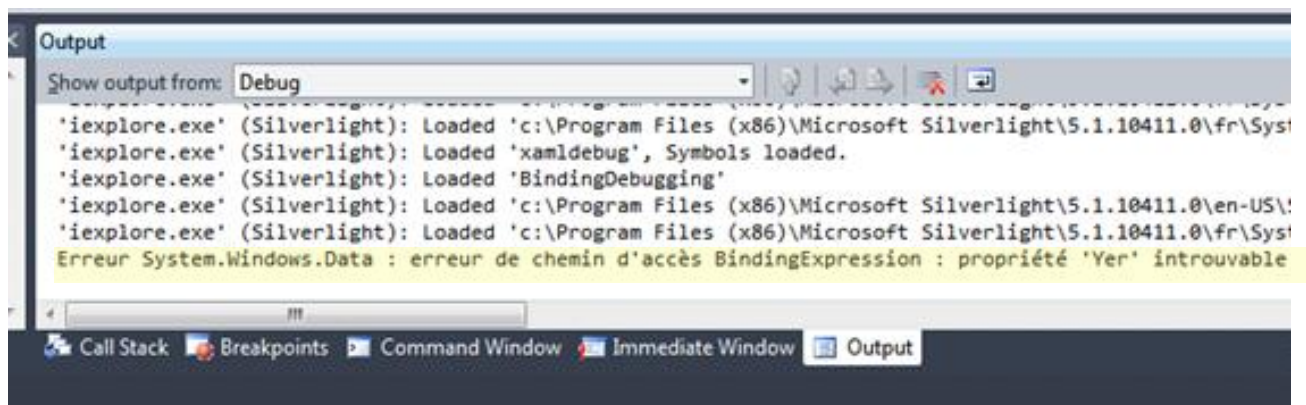 Output
Show output from: Debug
'iexplore.exe' (Silverlight): Loaded 'c:\Program Files (x86)\Microsoft Silverlight\5.1.10411.0\fr\Syst
'iexplore.exe' (Silverlight): Loaded 'xamldebug', Symbols loaded.
'iexplore.exe' (Silverlight): Loaded 'BindingDebugging'
'iexplore.exe' (Silverlight): Loaded 'c:\Program Files (x86)\Microsoft Silverlight\5.1.10411.0\en-US\S
'iexplore.exe' (Silverlight): Loaded 'c:\Program Files (x86)\Microsoft Silverlight\5.1.10411.0\fr\Syst
Erreur System.Windows.Data : erreur de chemin d'accès BindingExpression : propriété 'Yer' introuvable
Call Stack Breakpoints Command Window Immediate Window Output